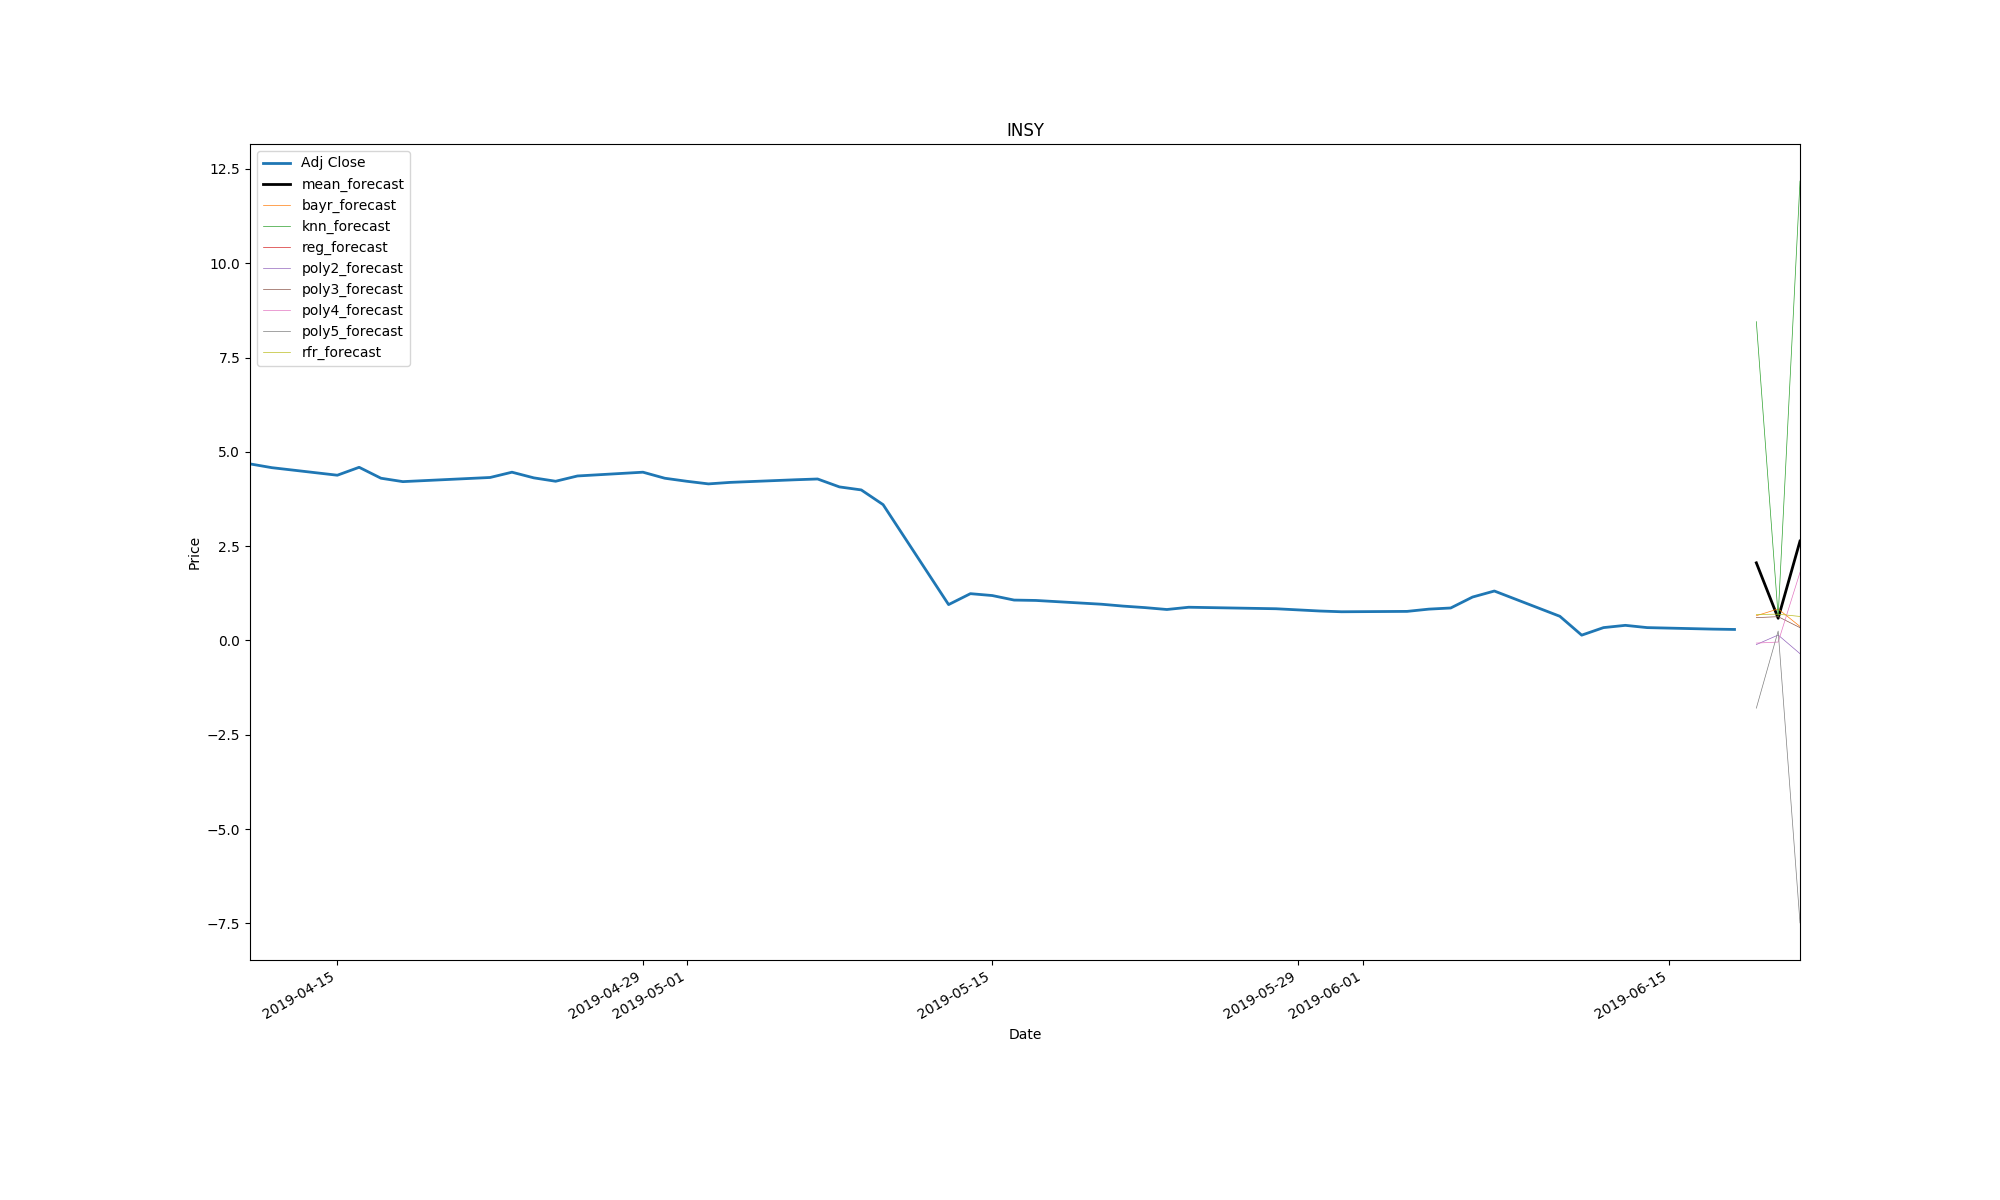 INSY
Adj Close
mean_forecast
bayr_forecast
knn_forecast
reg_forecast
poly2_forecast
poly3_forecast
poly4_forecast
poly5_forecast
rfr_forecast
12.5
10.0
7.5
5.0
2.5
0.0
−2.5
−5.0
−7.5
Price
2019-04-15
2019-04-29
2019-05-01
2019-05-15
2019-05-29
2019-06-01
2019-06-15
Date